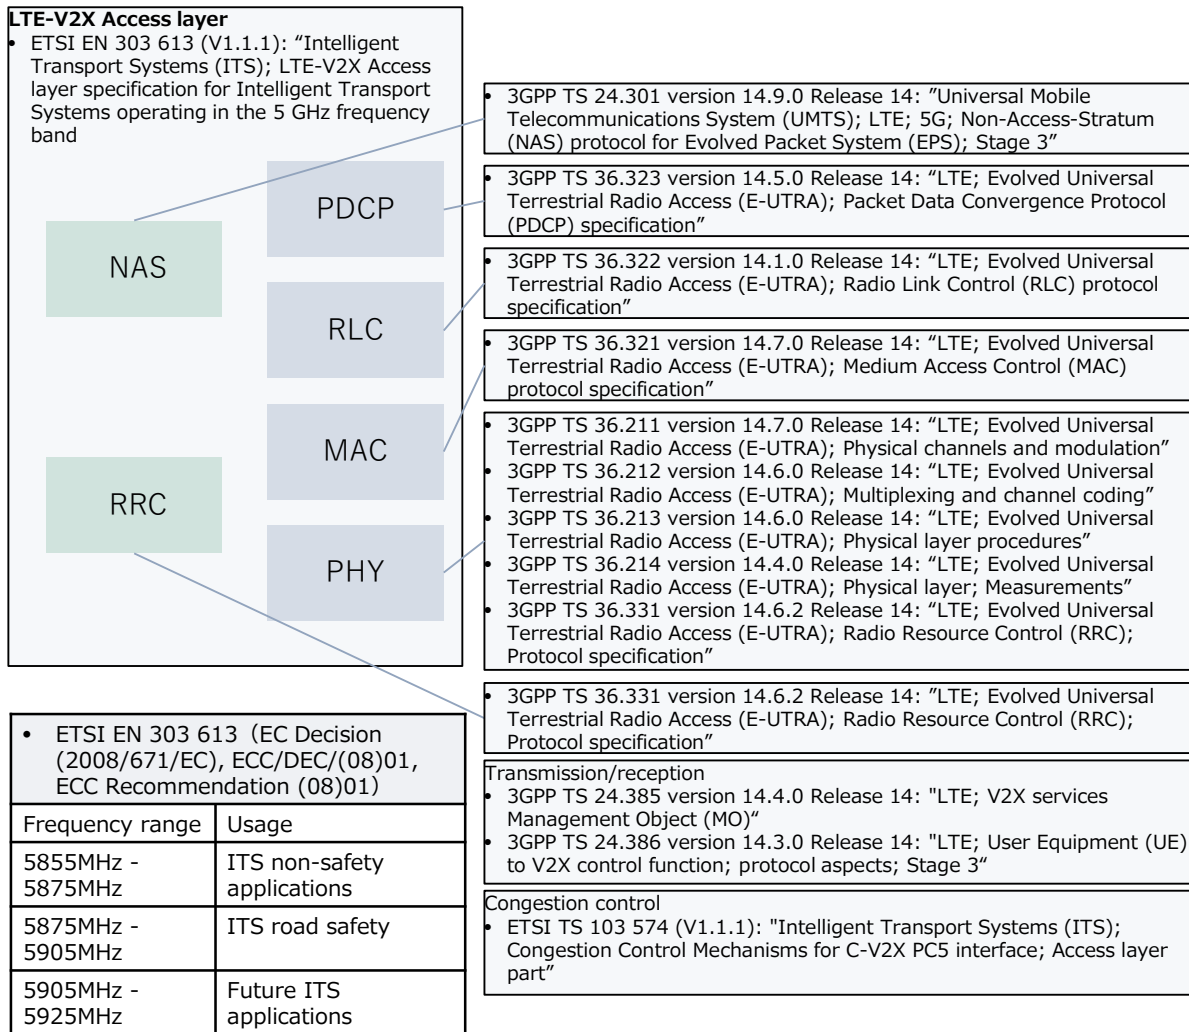 LTE-V2X Access layer
• ETSI EN 303 613 (V1.1.1): “Intelligent
Transport Systems (ITS); LTE-V2X Access
layer specification for Intelligent Transport
Systems operating in the 5 GHz frequency
band
NAS
RRC
PDCP
RLC
MAC
PHY
• 3GPP TS 24.301 version 14.9.0 Release 14: ”Universal Mobile
Telecommunications System (UMTS); LTE; 5G; Non-Access-Stratum
(NAS) protocol for Evolved Packet System (EPS); Stage 3”
• 3GPP TS 36.323 version 14.5.0 Release 14: “LTE; Evolved Universal
Terrestrial Radio Access (E-UTRA); Packet Data Convergence Protocol
(PDCP) specification”
• 3GPP TS 36.322 version 14.1.0 Release 14: “LTE; Evolved Universal
Terrestrial Radio Access (E-UTRA); Radio Link Control (RLC) protocol
specification”
• 3GPP TS 36.321 version 14.7.0 Release 14: “LTE; Evolved Universal
Terrestrial Radio Access (E-UTRA); Medium Access Control (MAC)
protocol specification”
• 3GPP TS 36.211 version 14.7.0 Release 14: “LTE; Evolved Universal
Terrestrial Radio Access (E-UTRA); Physical channels and modulation”
• 3GPP TS 36.212 version 14.6.0 Release 14: “LTE; Evolved Universal
Terrestrial Radio Access (E-UTRA); Multiplexing and channel coding”
• 3GPP TS 36.213 version 14.6.0 Release 14: “LTE; Evolved Universal
Terrestrial Radio Access (E-UTRA); Physical layer procedures”
• 3GPP TS 36.214 version 14.4.0 Release 14: “LTE; Evolved Universal
Terrestrial Radio Access (E-UTRA); Physical layer; Measurements”
• 3GPP TS 36.331 version 14.6.2 Release 14: “LTE; Evolved Universal
Terrestrial Radio Access (E-UTRA); Radio Resource Control (RRC);
Protocol specification”
• 3GPP TS 36.331 version 14.6.2 Release 14: ”LTE; Evolved Universal
Terrestrial Radio Access (E-UTRA); Radio Resource Control (RRC);
Protocol specification”
Transmission/reception
• 3GPP TS 24.385 version 14.4.0 Release 14: "LTE; V2X services
Management Object (MO)“
• 3GPP TS 24.386 version 14.3.0 Release 14: "LTE; User Equipment (UE)
to V2X control function; protocol aspects; Stage 3“
Congestion control
• ETSI TS 103 574 (V1.1.1): "Intelligent Transport Systems (ITS);
Congestion Control Mechanisms for C-V2X PC5 interface; Access layer
part”
• ETSI EN 303 613（EC Decision
(2008/671/EC), ECC/DEC/(08)01,
ECC Recommendation (08)01）
Frequency range Usage
5855MHz - ITS non-safety
5875MHz applications
5875MHz - ITS road safety
5905MHz
5905MHz - Future ITS
5925MHz applications